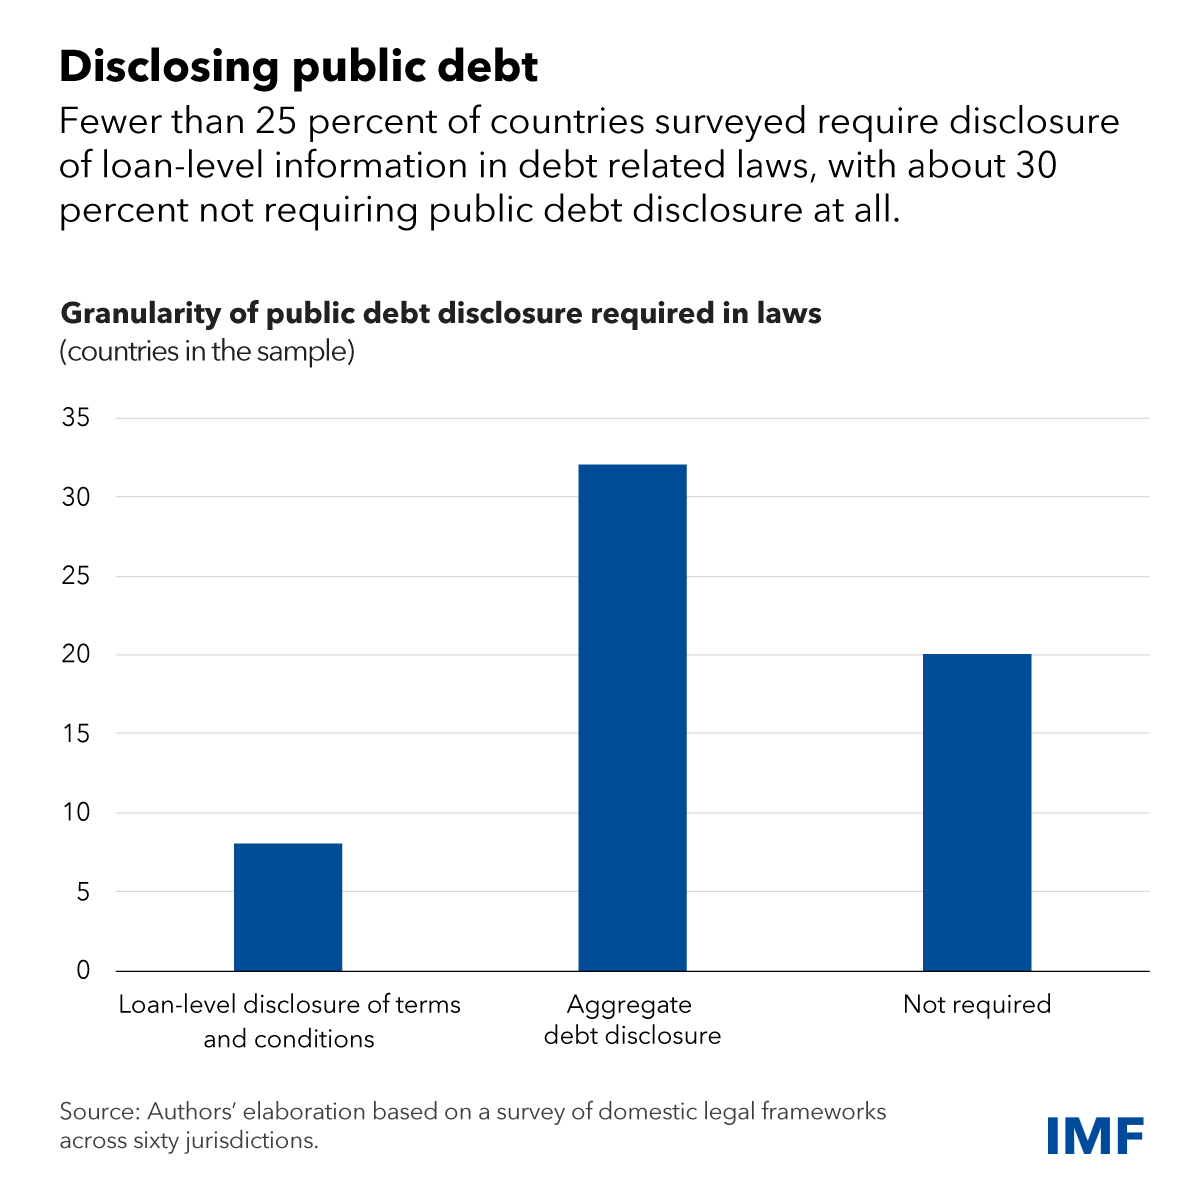 Disclosing public debt
Fewer than 25 percent of countries surveyed require disclosure
of loan-level information in debt related laws, with about 30
percent not requiring public debt disclosure at all.
Granularity of public debt disclosure required in laws
(countries in the sample)
35
30
25
20
15
10
5
0
Loan-level disclosure of terms
and conditions
Aggregate
debt disclosure
Not required
Source: Authors’ elaboration based on a survey of domestic legal frameworks
across sixty jurisdictions.
IMF